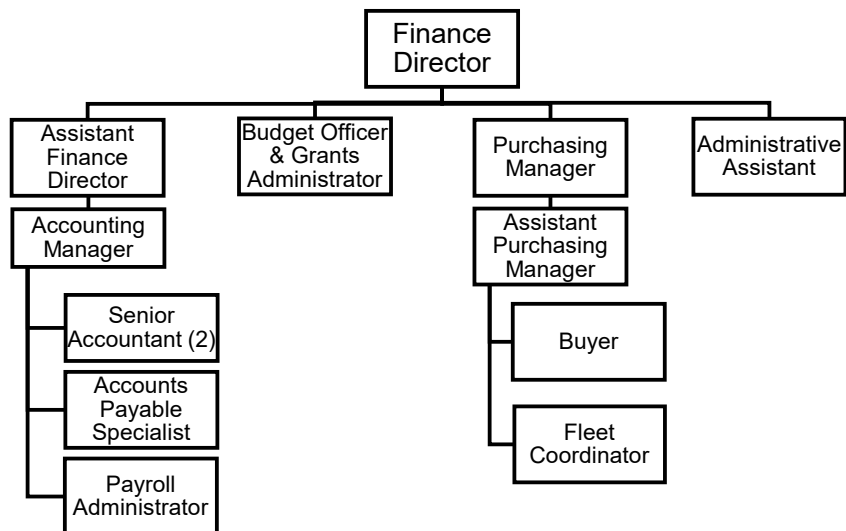 Finance
Director
Assistant
Finance
Director
Budget Officer
& Grants
Administrator
Purchasing
Manager
Administrative
Assistant
Accounting
Manager
Assistant
Purchasing
Manager
Senior
Accountant (2)
Buyer
Accounts
Payable
Specialist
Fleet
Coordinator
Payroll
Administrator